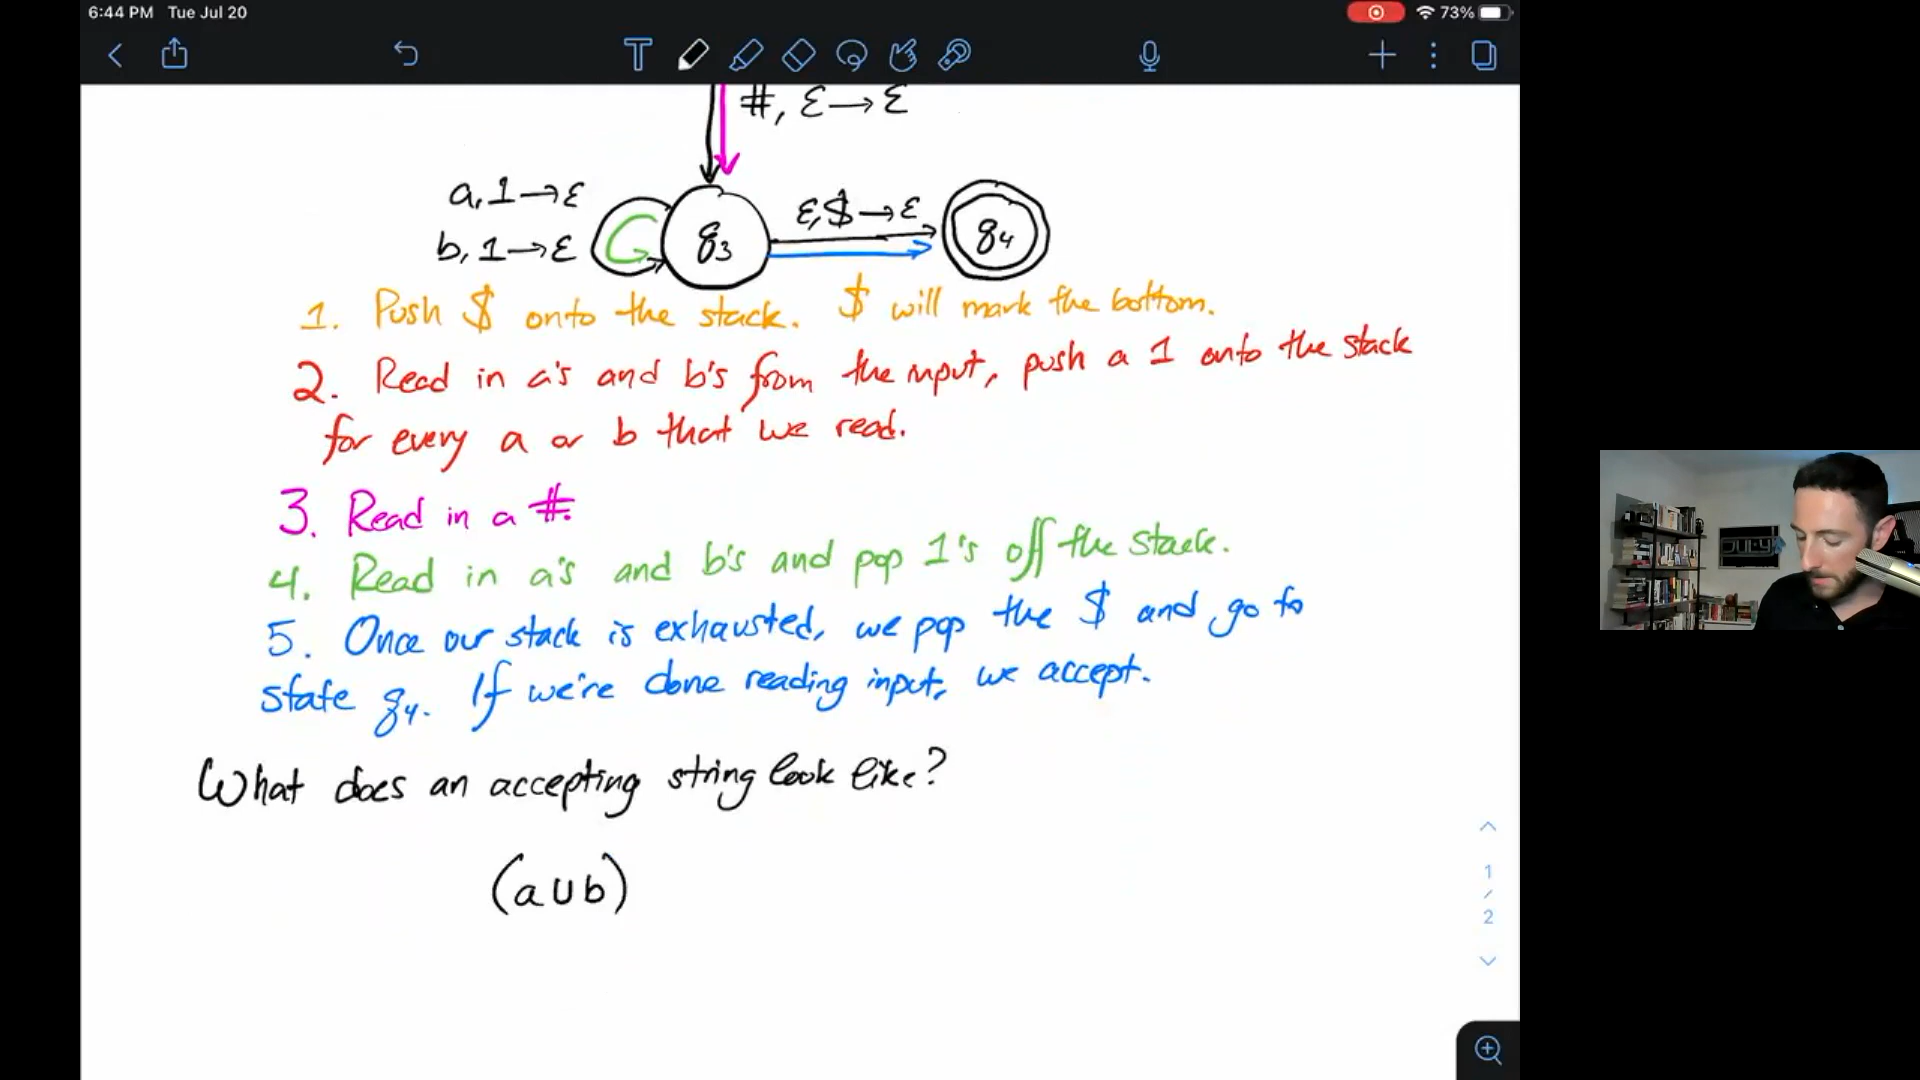 6:44 PM Tue Jul 20
73%
#, ε→ε
a,1→ε
b,1→ε
q3
ε,$→ε
q4
1. Push $ onto the stack. $ will mark the bottom.
2. Read in a's and b's from the input, push a 1 onto the stack
for every a or b that we read.
3. Read in a #.
4. Read in a's and b's and pop 1's off the stack.
5. Once our stack is exhausted, we pop the $ and go to
state q4. If we're done reading input, we accept.
What does an accepting string look like?
(a∪b)
1
/
2